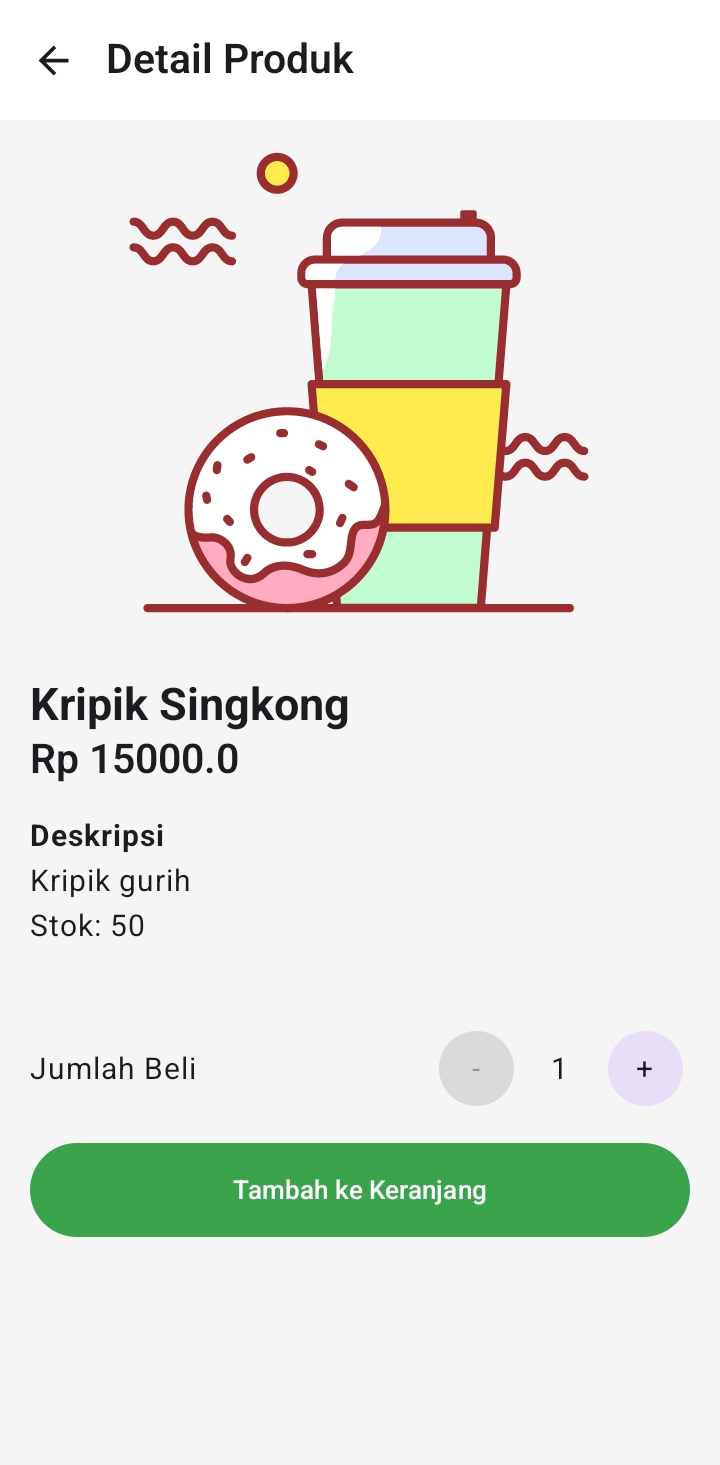 Detail Produk
Kripik Singkong
Rp 15000.0
Deskripsi
Kripik gurih
Stok: 50
Jumlah Beli - 1 +
Tambah ke Keranjang